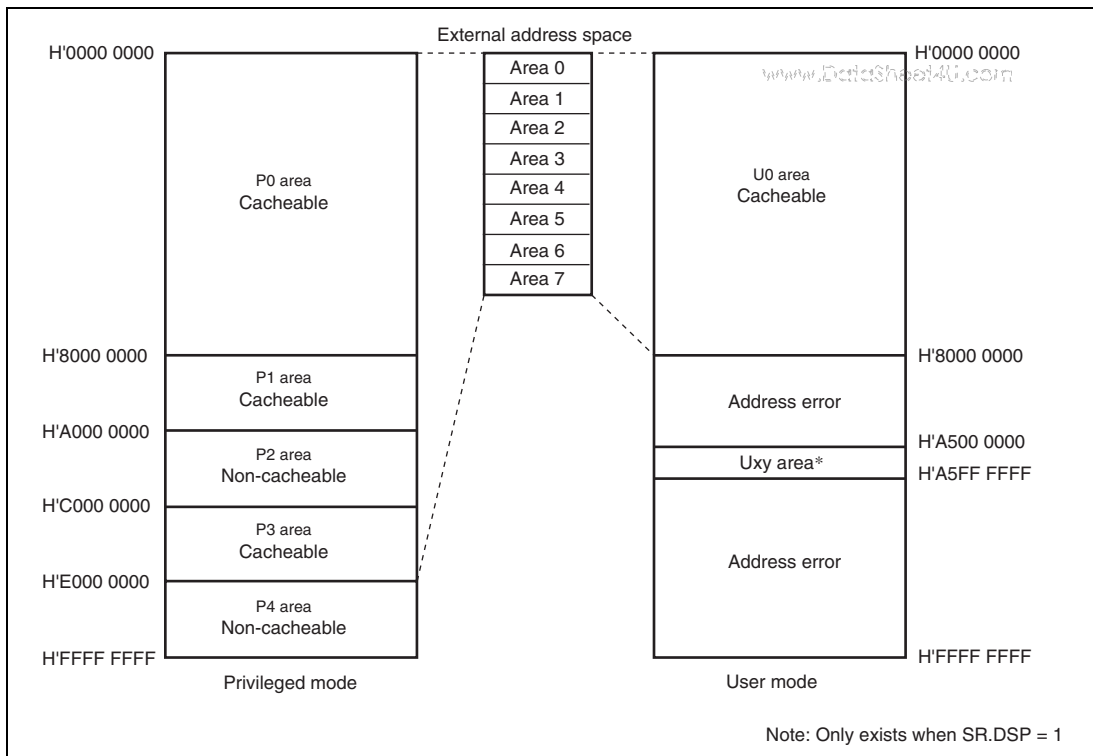 External address space
H'0000 0000
H'0000 0000
www.DataSheet4U.com
Area 0
Area 1
Area 2
Area 3
Area 4
Area 5
Area 6
Area 7
P0 area
Cacheable
U0 area
Cacheable
H'8000 0000
H'8000 0000
P1 area
Cacheable
Address error
H'A000 0000
H'A500 0000
P2 area
Non-cacheable
Uxy area*
H'A5FF FFFF
H'C000 0000
P3 area
Cacheable
Address error
H'E000 0000
P4 area
Non-cacheable
H'FFFF FFFF
H'FFFF FFFF
Privileged mode
User mode
Note: Only exists when SR.DSP = 1